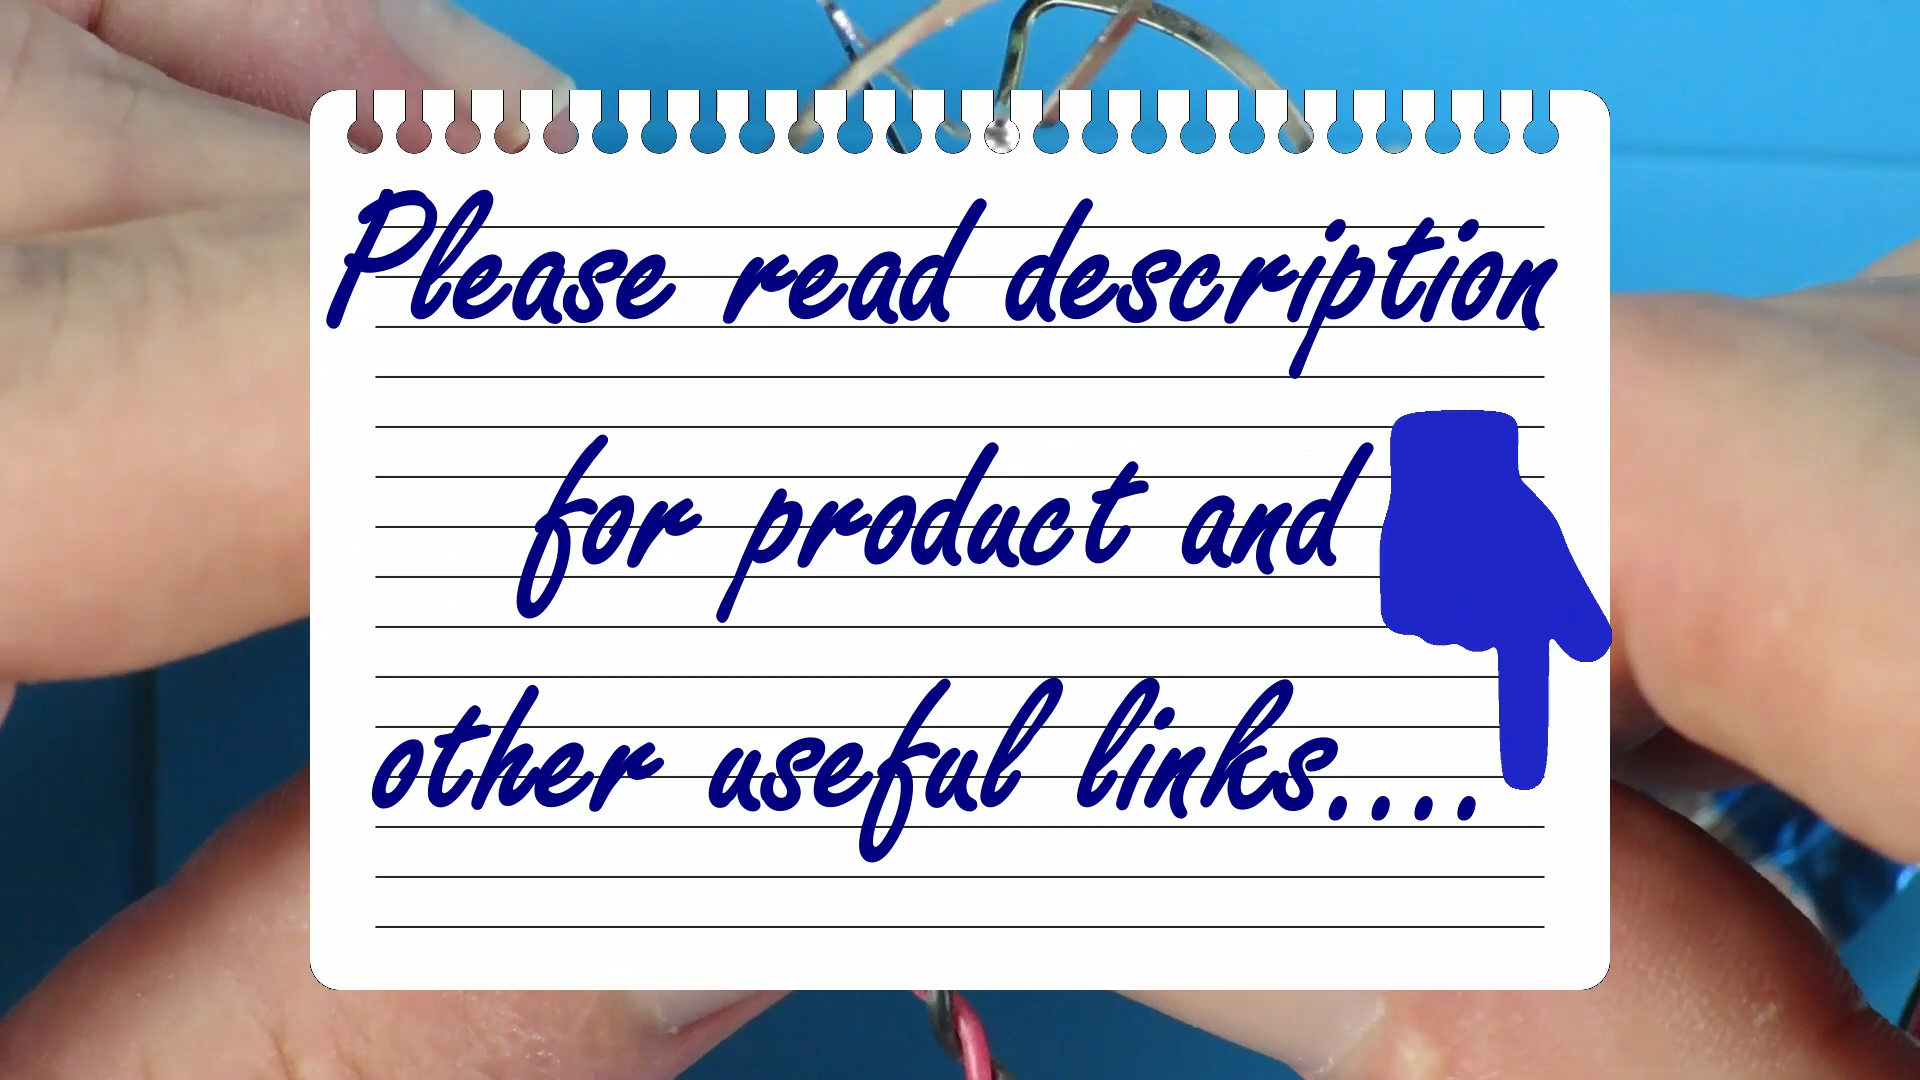 Please read description
for product and
other useful links....